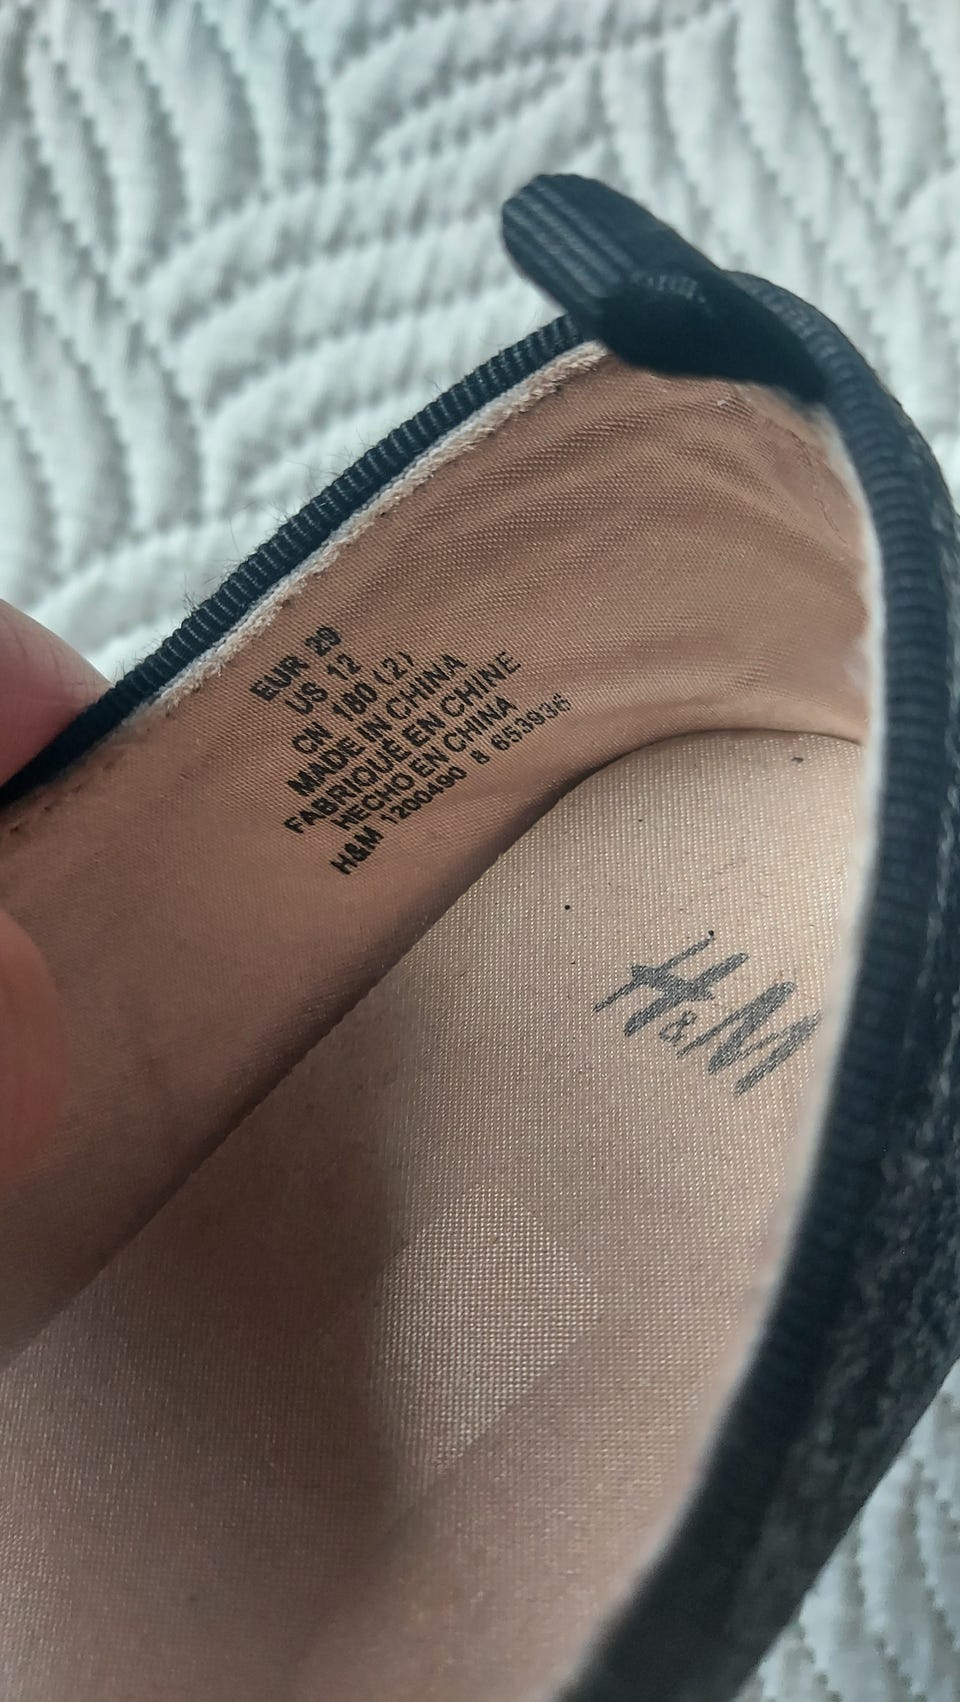 EUR 29
US 12
CN 180 (2)
MADE IN CHINA
FABRIQUÉ EN CHINE
HECHO EN CHINA
H&M 1200490 8 653936
H&M